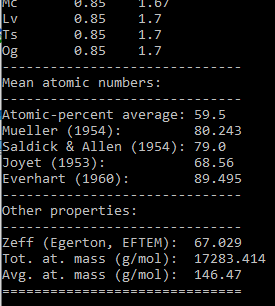 Mc 0.85 1.67
Lv 0.85 1.7
Ts 0.85 1.7
Og 0.85 1.7
------------------------------
Mean atomic numbers:
------------------------------
Atomic-percent average: 59.5
Mueller (1954): 80.243
Saldick & Allen (1954): 79.0
Joyet (1953): 68.56
Everhart (1960): 89.495
------------------------------
Other properties:
------------------------------
Zeff (Egerton, EFTEM): 67.029
Tot. at. mass (g/mol): 17283.414
Avg. at. mass (g/mol): 146.47
==============================